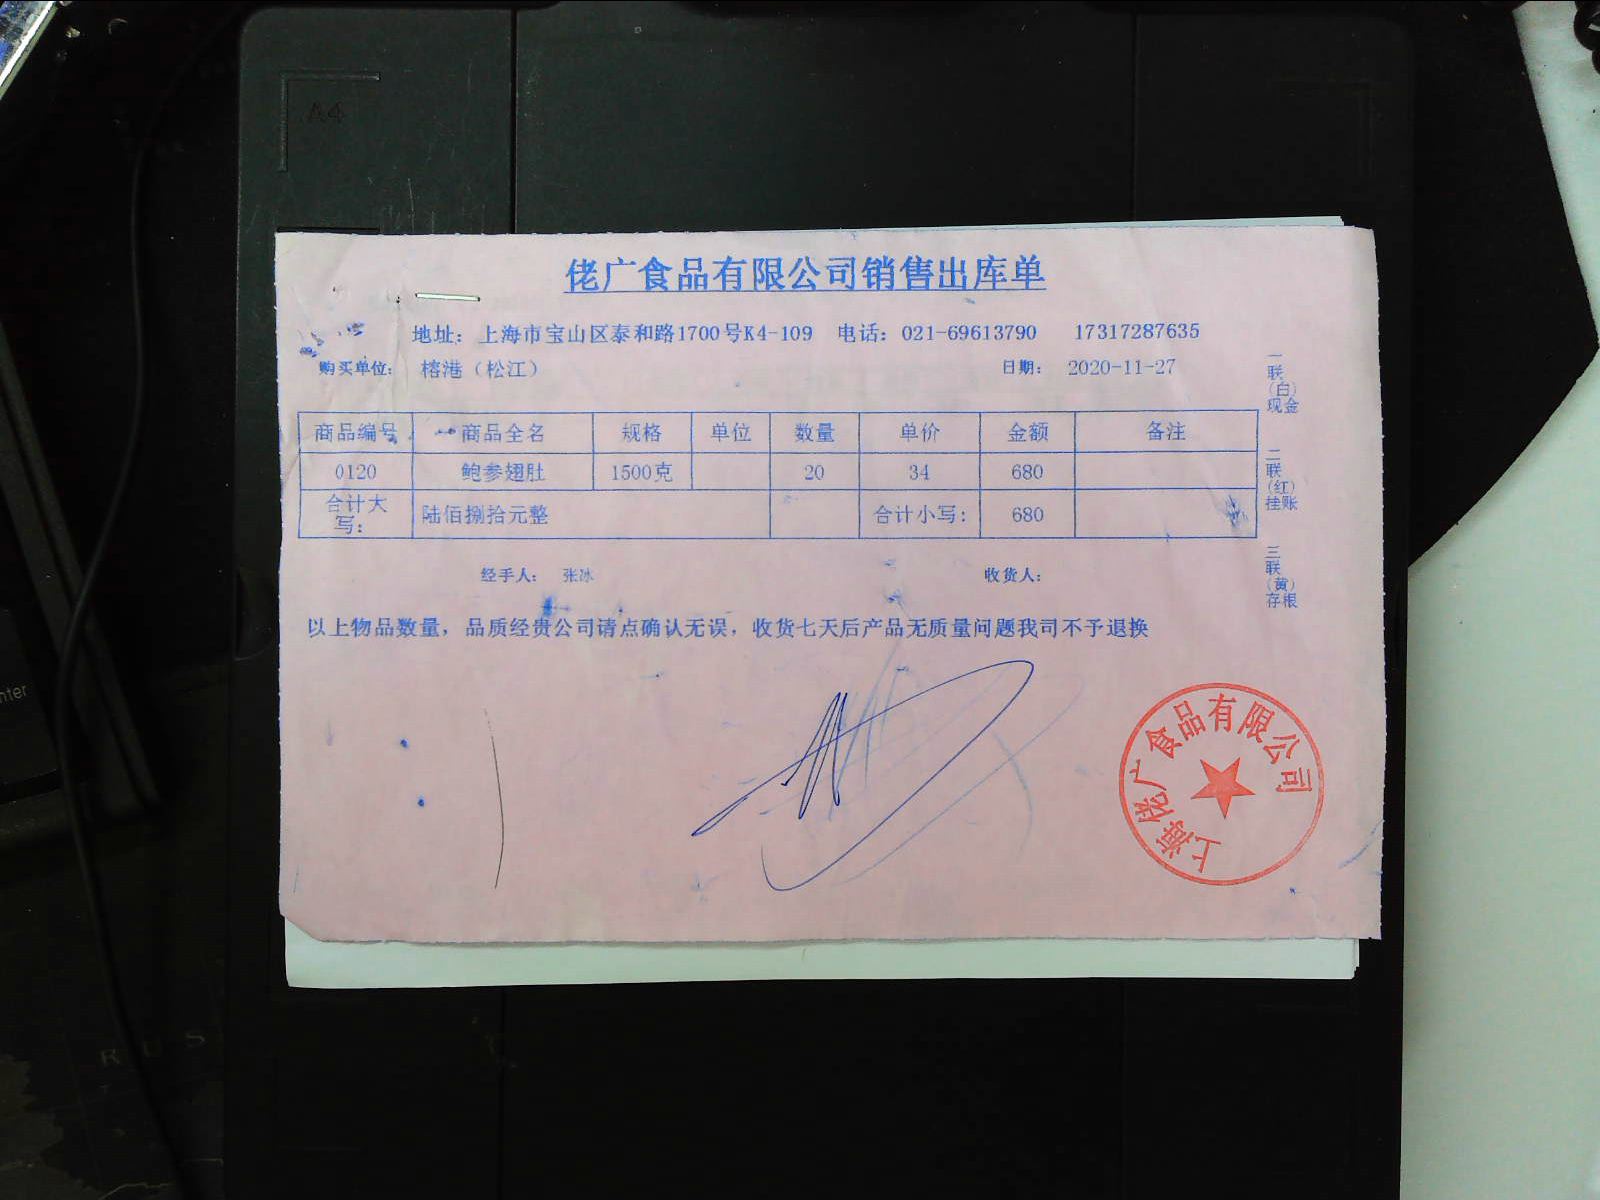 A4
佬广食品有限公司销售出库单
地址：上海市宝山区泰和路1700号K4-109 电话：021-69613790 17317287635
购买单位： 榕港（松江） 日期： 2020-11-27
商品编号 商品全名 规格 单位 数量 单价 金额 备注
0120 鲍参翅肚 1500克 20 34 680
合计大写： 陆佰捌拾元整 合计小写： 680
经手人： 张冰 收货人：
以上物品数量，品质经贵公司请点确认无误，收货七天后产品无质量问题我司不予退换
一联（白）现金
二联（红）挂账
三联（黄）存根
上海佬广食品有限公司